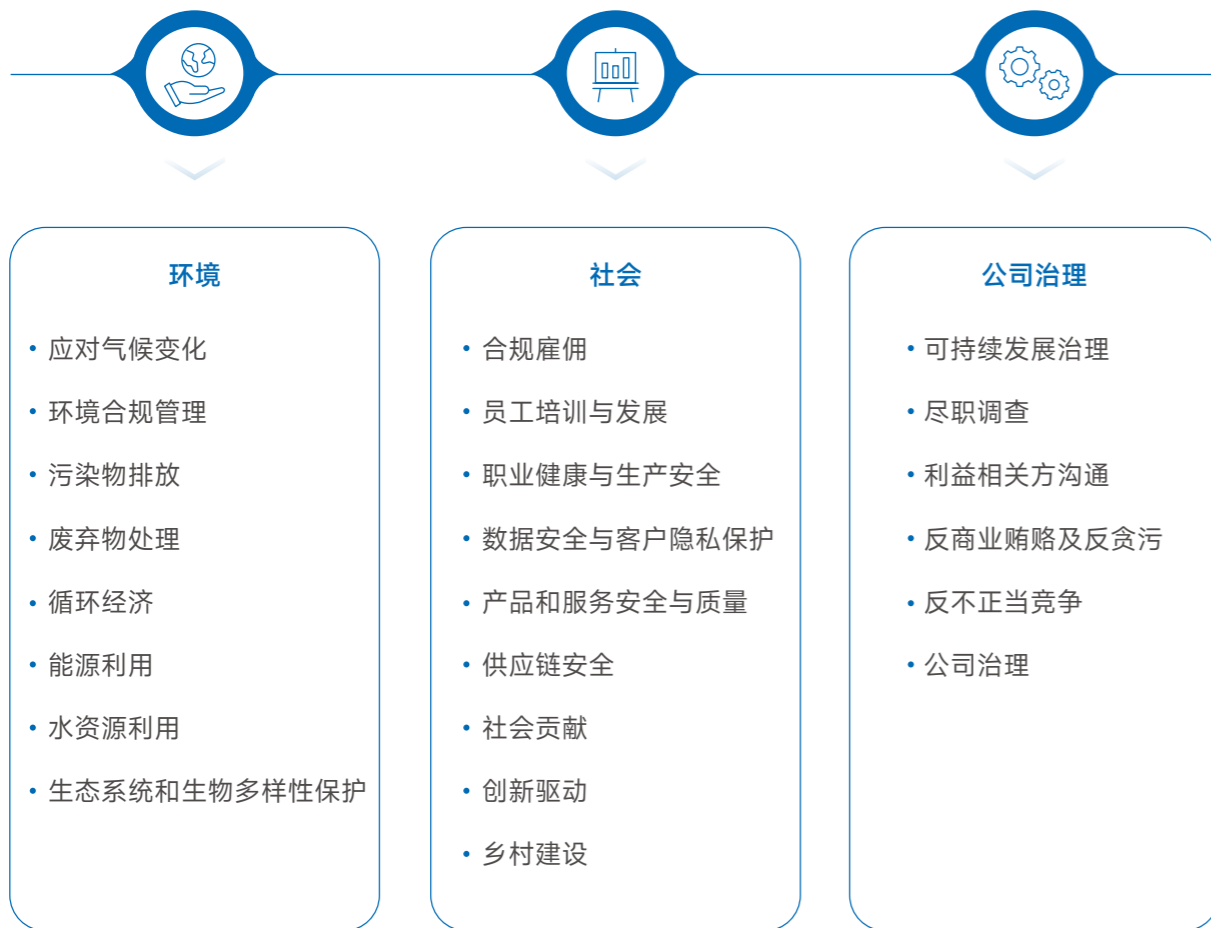 环境
• 应对气候变化
• 环境合规管理
• 污染物排放
• 废弃物处理
• 循环经济
• 能源利用
• 水资源利用
• 生态系统和生物多样性保护
社会
• 合规雇佣
• 员工培训与发展
• 职业健康与生产安全
• 数据安全与客户隐私保护
• 产品和服务安全与质量
• 供应链安全
• 社会贡献
• 创新驱动
• 乡村建设
公司治理
• 可持续发展治理
• 尽职调查
• 利益相关方沟通
• 反商业贿赂及反贪污
• 反不正当竞争
• 公司治理